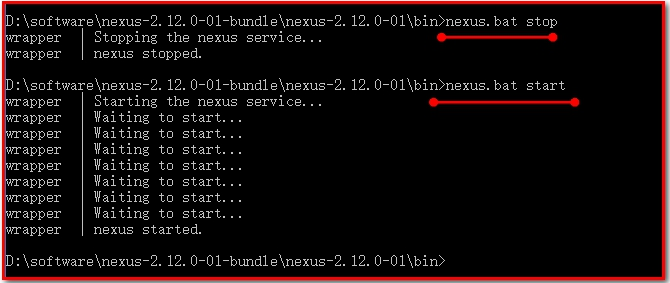 D:\software\nexus-2.12.0-01-bundle\nexus-2.12.0-01\bin>nexus.bat stop
wrapper  | Stopping the nexus service...
wrapper  | nexus stopped.
D:\software\nexus-2.12.0-01-bundle\nexus-2.12.0-01\bin>nexus.bat start
wrapper  | Starting the nexus service...
wrapper  | Waiting to start...
wrapper  | Waiting to start...
wrapper  | Waiting to start...
wrapper  | Waiting to start...
wrapper  | Waiting to start...
wrapper  | Waiting to start...
wrapper  | Waiting to start...
wrapper  | nexus started.
D:\software\nexus-2.12.0-01-bundle\nexus-2.12.0-01\bin>